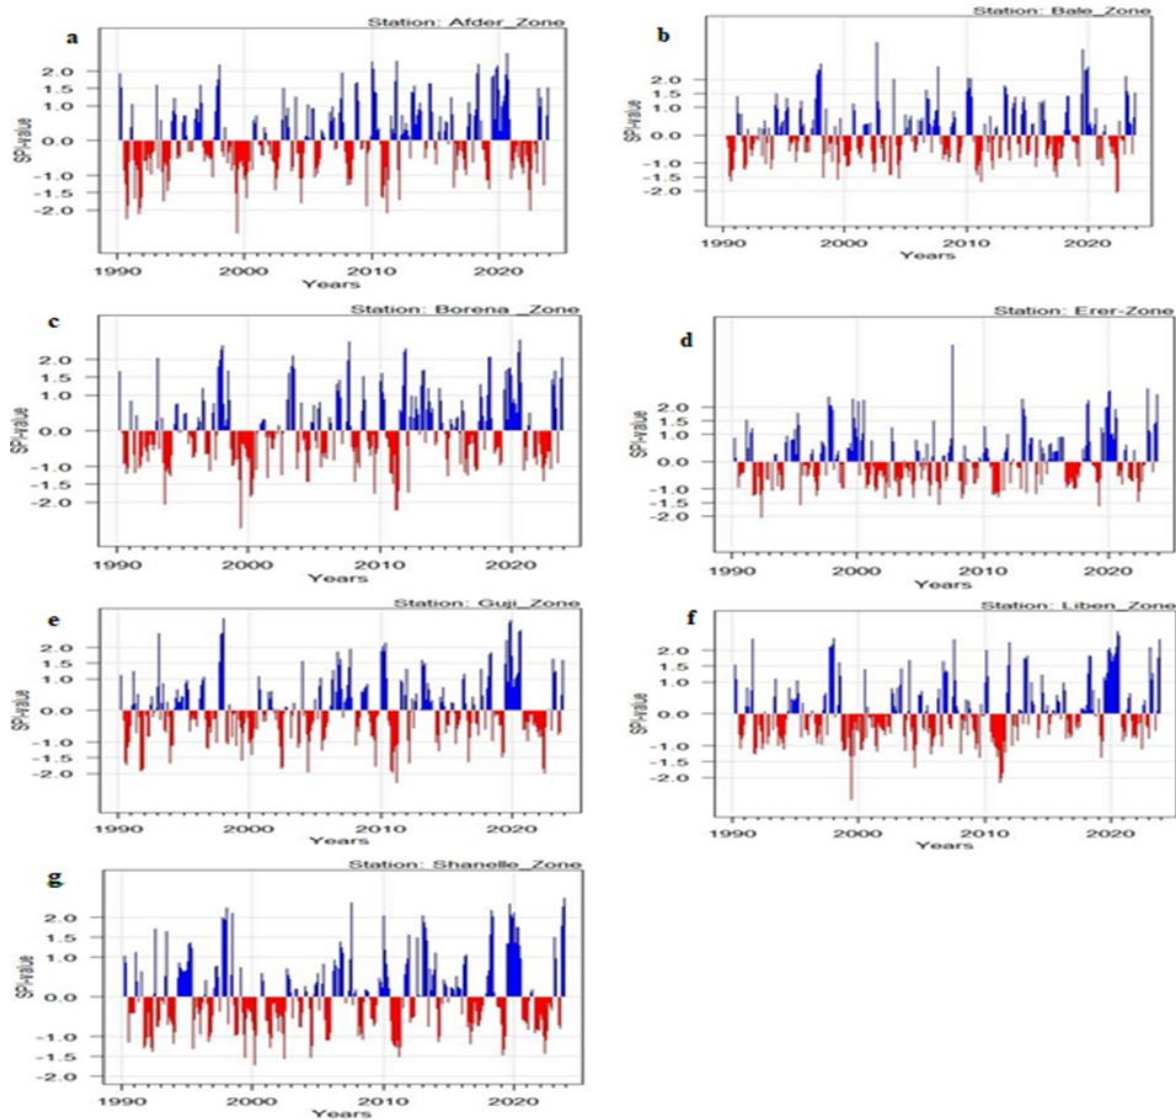 Station: Afder_Zone
a
SPI-value
2.0
1.5
1.0
0.0
-1.0
-1.5
-2.0
1990 2000 2010 2020
Years
Station: Bale_Zone
b
SPI-value
2.0
1.5
1.0
0.0
-1.0
-1.5
-2.0
1990 2000 2010 2020
Years
Station: Borena _Zone
c
SPI-value
2.0
1.5
1.0
0.0
-1.0
-1.5
-2.0
1990 2000 2010 2020
Years
Station: Erer-Zone
d
SPI-value
2.0
1.5
1.0
0.0
-1.0
-1.5
-2.0
1990 2000 2010 2020
Years
Station: Guji_Zone
e
SPI-value
2.0
1.5
1.0
0.0
-1.0
-1.5
-2.0
1990 2000 2010 2020
Years
Station: Liben_Zone
f
SPI-value
2.0
1.5
1.0
0.0
-1.0
-1.5
-2.0
1990 2000 2010 2020
Years
Station: Shanelle_Zone
g
SPI-value
2.0
1.5
1.0
0.0
-1.0
-1.5
-2.0
1990 2000 2010 2020
Years